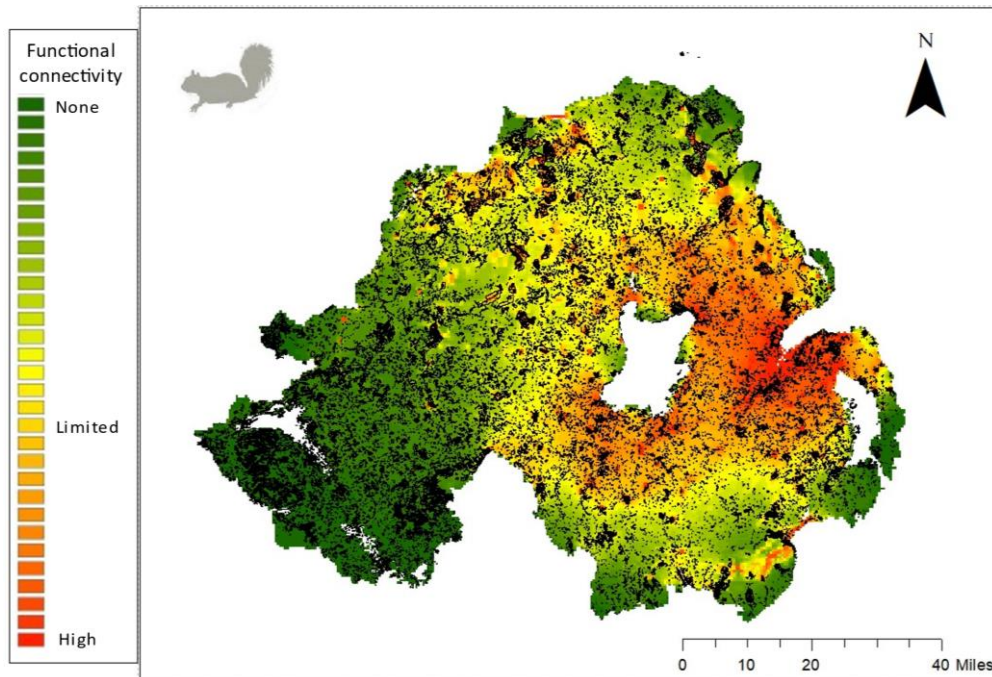 Functional
connectivity
None
Limited
High
N
0 10 20 40 Miles